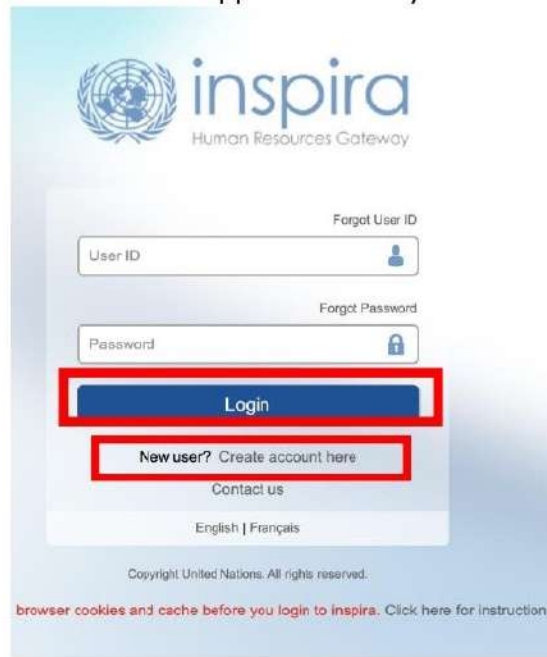 inspira
Human Resources Gateway
Forgot User ID
User ID
Forgot Password
Password
Login
New user? Create account here
Contact us
English | Français
Copyright United Nations. All rights reserved.
browser cookies and cache before you login to inspira. Click here for instruction